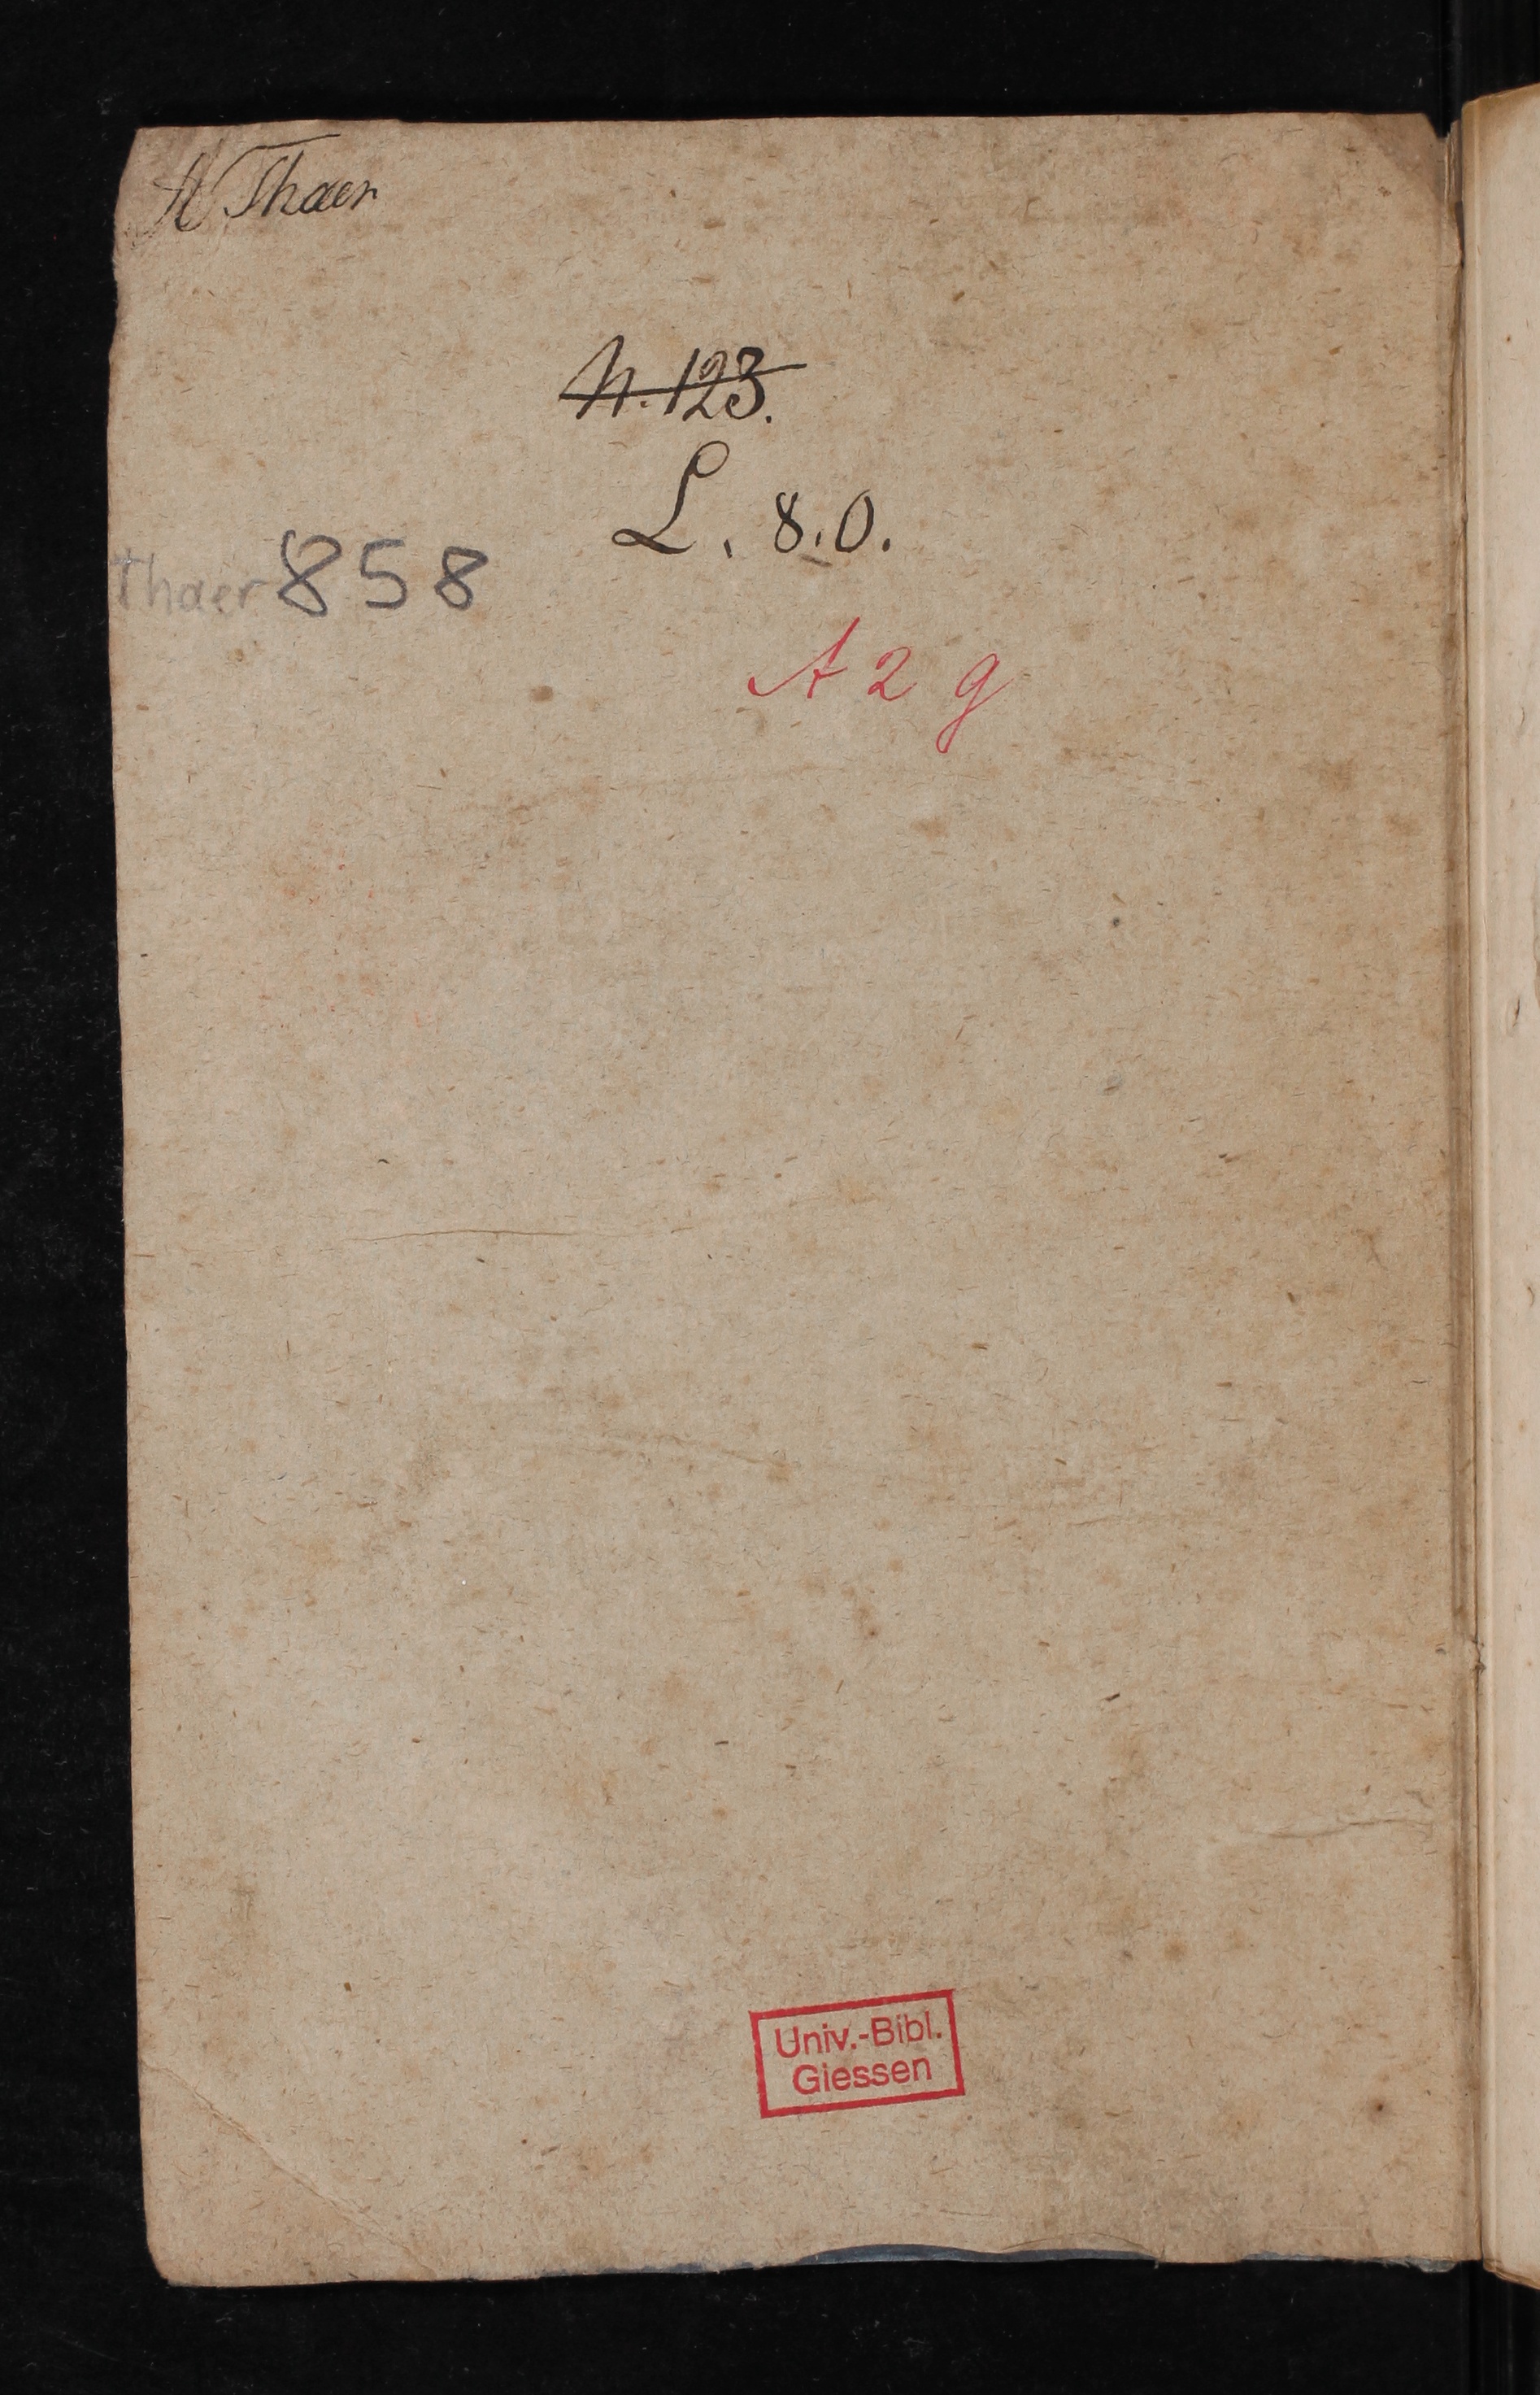 A Thaer
N. 123.
L. 8.0.
Thaer 858
A 2 g
Univ.-Bibl.
Giessen